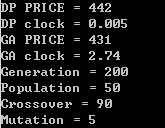 DP PRICE = 442
DP clock = 0.005
GA PRICE = 431
GA clock = 2.74
Generation = 200
Population = 50
Crossover = 90
Mutation = 5